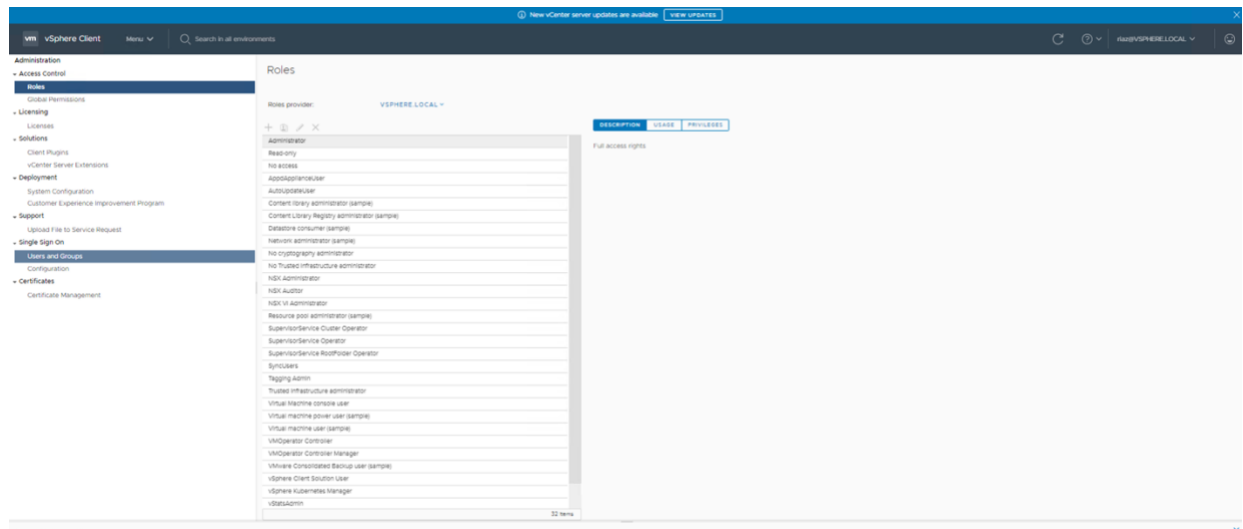 New vCenter server updates are available VIEW UPDATES
vm vSphere Client Menu Search in all environments riaz@VSPHERE.LOCAL
Administration
Access Control
Roles
Global Permissions
Licensing
Licenses
Solutions
Client Plugins
vCenter Server Extensions
Deployment
System Configuration
Customer Experience Improvement Program
Support
Upload File to Service Request
Single Sign On
Users and Groups
Configuration
Certificates
Certificate Management
Roles
Roles provider: VSPHERE.LOCAL
Administrator
Read-only
No access
AppdApplianceUser
AutoUpdateUser
Content library administrator (sample)
Content Library Registry administrator (sample)
Datastore consumer (sample)
Network administrator (sample)
No cryptography administrator
No Trusted Infrastructure administrator
NSX Administrator
NSX Auditor
NSX VI Administrator
Resource pool administrator (sample)
SupervisorService Cluster Operator
SupervisorService Operator
SupervisorService RootFolder Operator
SyncUsers
Tagging Admin
Trusted Infrastructure administrator
Virtual Machine console user
Virtual machine power user (sample)
Virtual machine user (sample)
VMOperator Controller
VMOperator Controller Manager
VMware Consolidated Backup user (sample)
vSphere Client Solution User
vSphere Kubernetes Manager
vStatsAdmin
32 items
DESCRIPTION USAGE PRIVILEGES
Full access rights